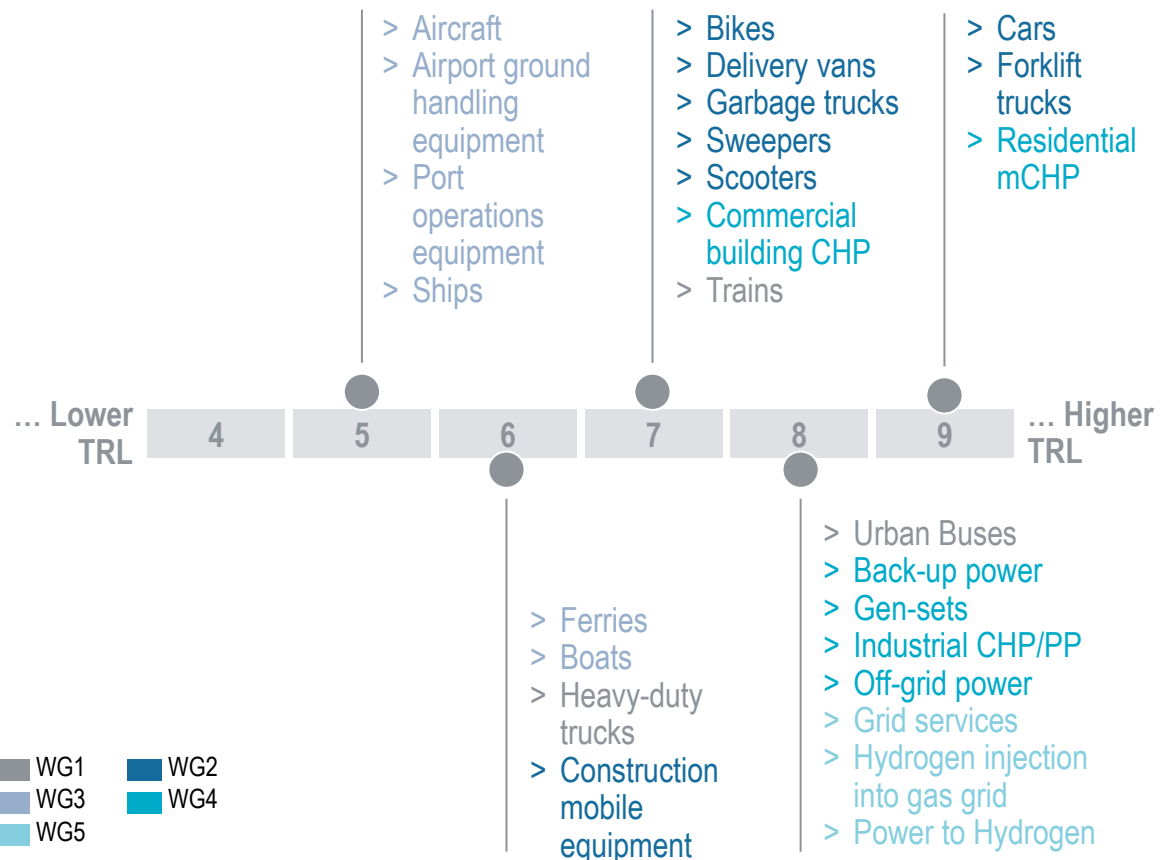 > Aircraft
> Airport ground
handling
equipment
> Port
operations
equipment
> Ships
> Bikes
> Delivery vans
> Garbage trucks
> Sweepers
> Scooters
> Commercial
building CHP
> Trains
> Cars
> Forklift
trucks
> Residential
mCHP
... Lower
TRL
4
5
6
7
8
9
... Higher
TRL
> Ferries
> Boats
> Heavy-duty
trucks
> Construction
mobile
equipment
> Urban Buses
> Back-up power
> Gen-sets
> Industrial CHP/PP
> Off-grid power
> Grid services
> Hydrogen injection
into gas grid
> Power to Hydrogen
WG1
WG2
WG3
WG4
WG5